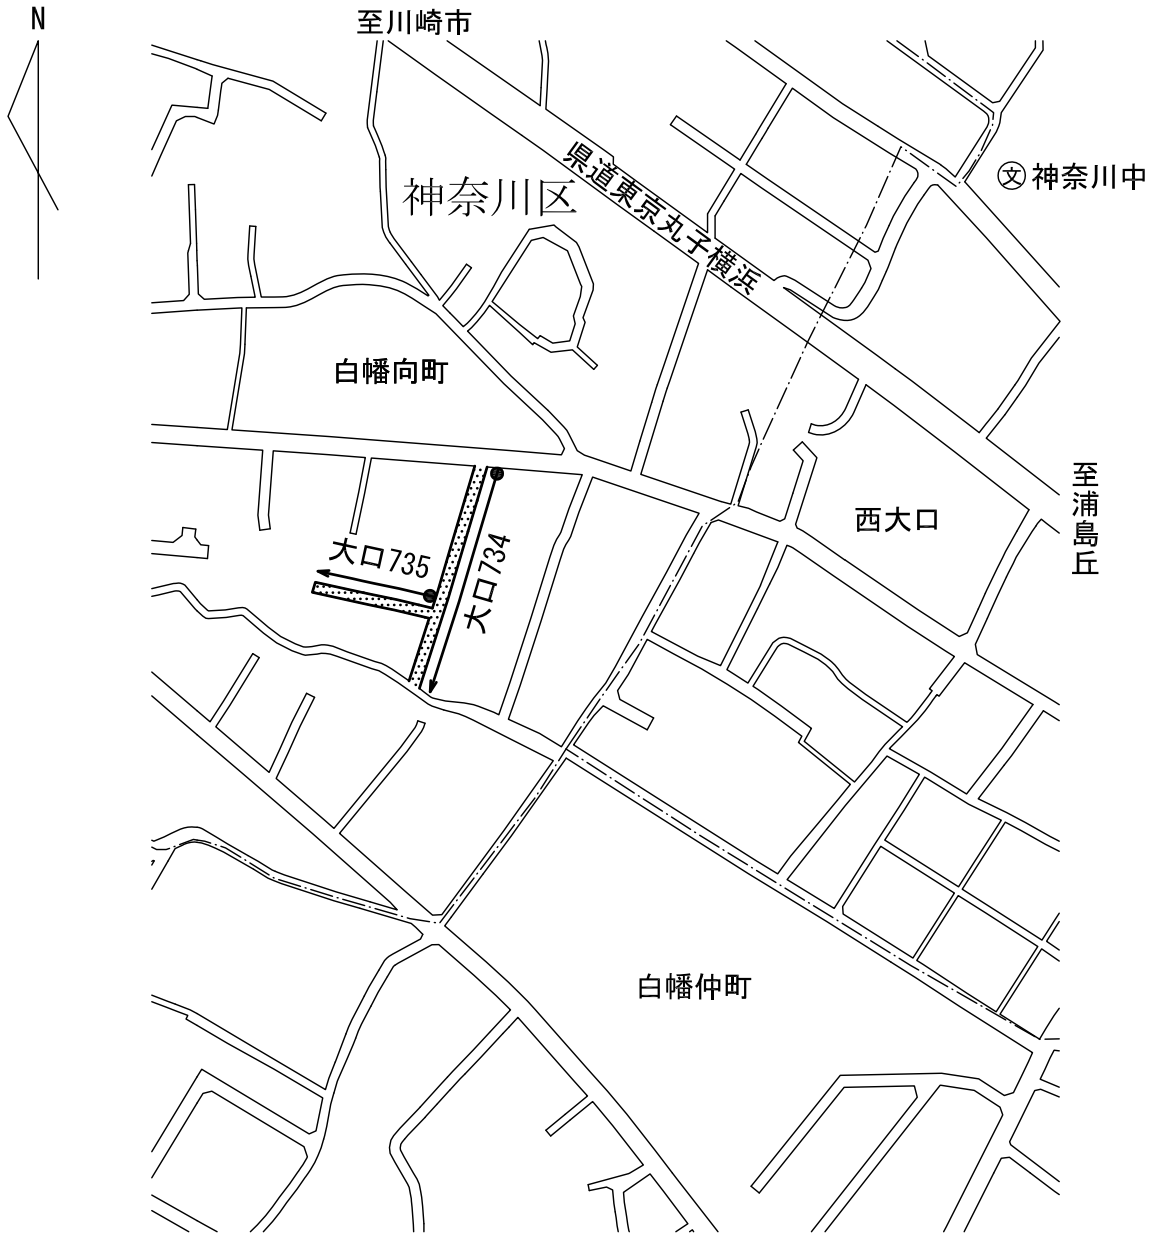 N
至川崎市
文 神奈川中
神奈川区
県道東京丸子横浜
白幡向町
至浦島丘
西大口
大口735
大口734
白幡仲町